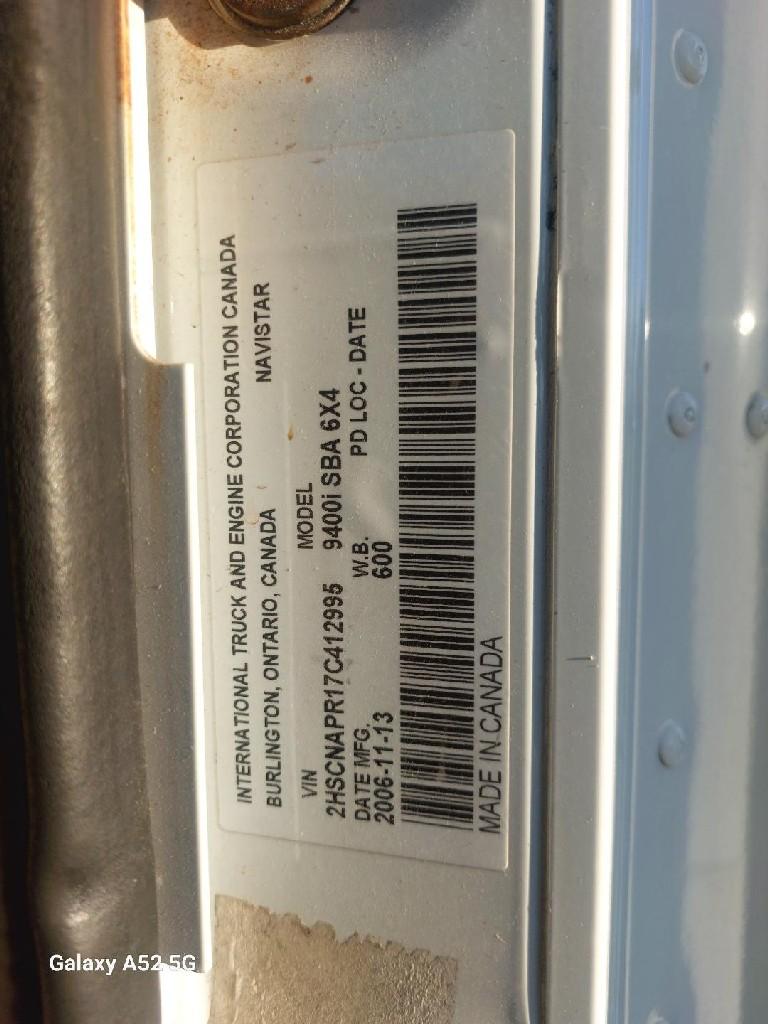 INTERNATIONAL TRUCK AND ENGINE CORPORATION CANADA
BURLINGTON, ONTARIO, CANADA NAVISTAR
VIN MODEL
2HSCNAPR17C412995 9400i SBA 6X4
DATE MFG. W.B. PD LOC - DATE
2006-11-13 600
MADE IN CANADA
Galaxy A52 5G